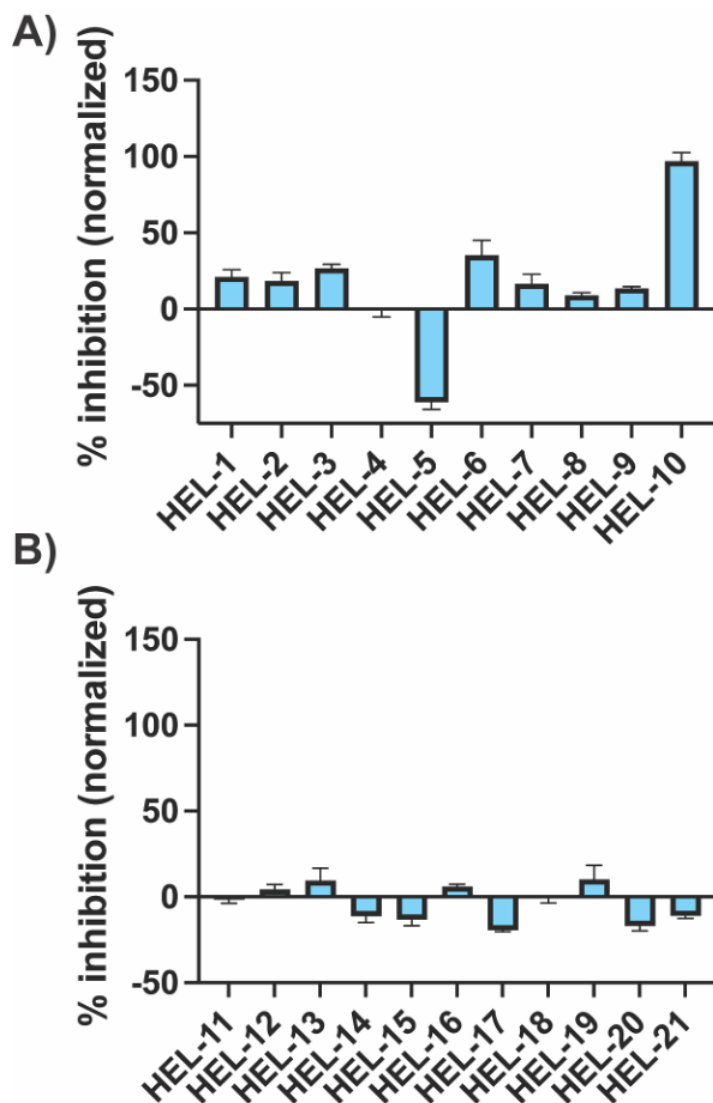 A)
% inhibition (normalized)
150
100
50
0
-50
HEL-1
HEL-2
HEL-3
HEL-4
HEL-5
HEL-6
HEL-7
HEL-8
HEL-9
HEL-10
B)
% inhibition (normalized)
150
100
50
0
-50
HEL-11
HEL-12
HEL-13
HEL-14
HEL-15
HEL-16
HEL-17
HEL-18
HEL-19
HEL-20
HEL-21